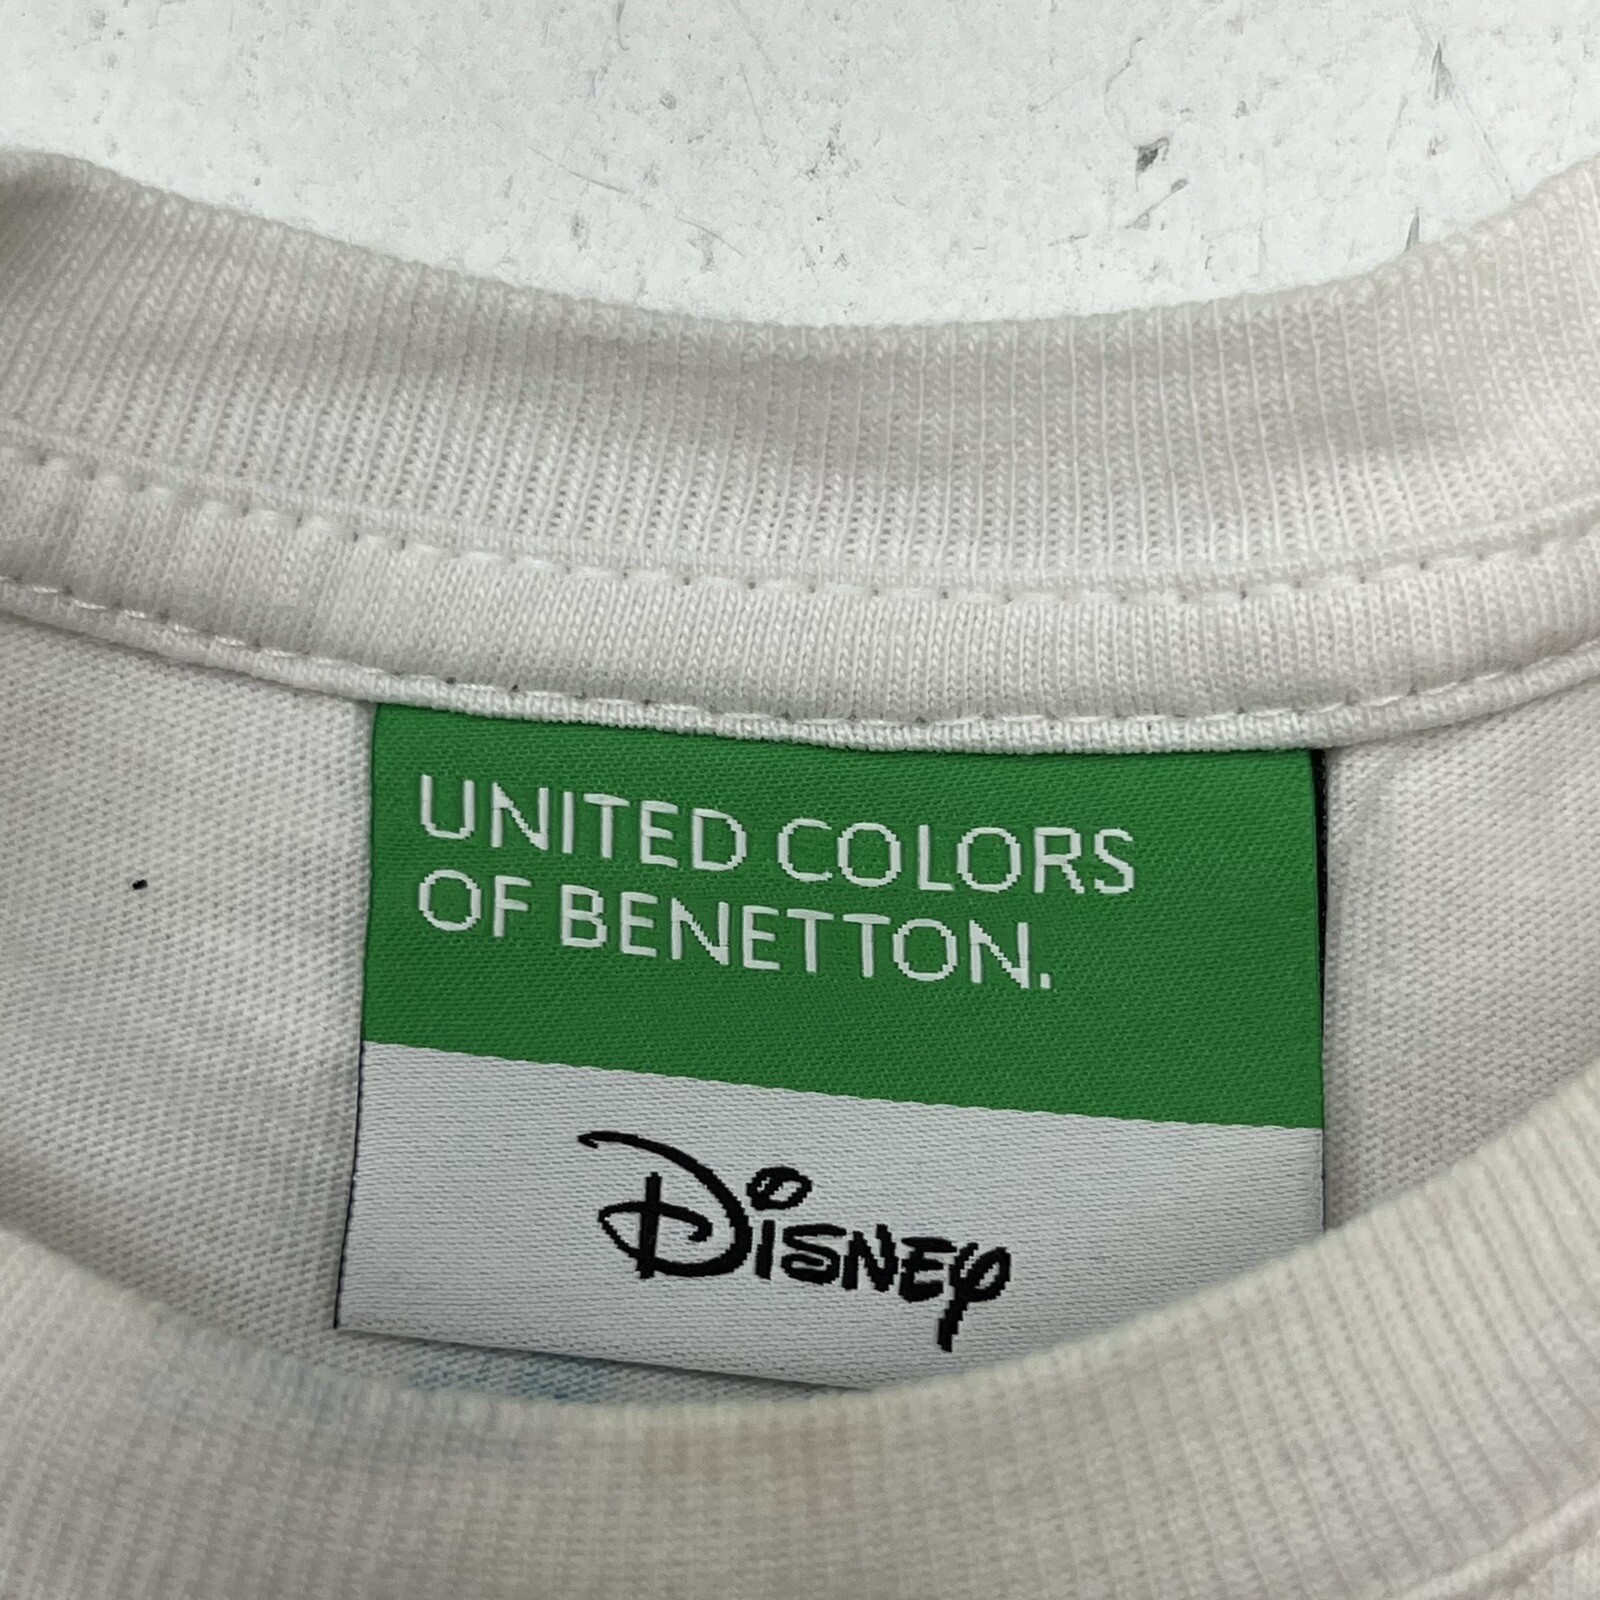 UNITED COLORS
OF BENETTON.
Disney